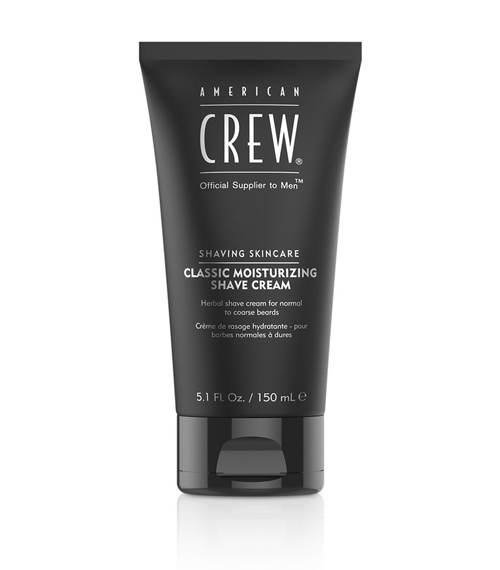 AMERICAN
CREW®
Official Supplier to Men™
SHAVING SKINCARE
CLASSIC MOISTURIZING
SHAVE CREAM
Herbal shave cream for normal
to coarse beards
Crème de rasage hydratante - pour
barbes normales à dures
5.1 Fl. Oz. / 150 mL ℮